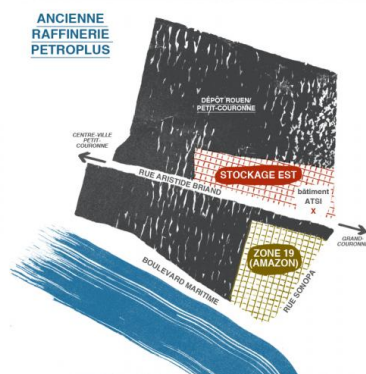 ANCIENNE
RAFFINERIE
PETROPLUS
DÉPÔT ROUEN/
PETIT-COURONNE
CENTRE-VILLE
PETIT-
COURONNE
STOCKAGE EST
RUE ARISTIDE BRIAND
bâtiment
ATSI
X
GRAND-
COURONNE
ZONE 19
(AMAZON)
BOULEVARD MARITIME
RUE SONOPA